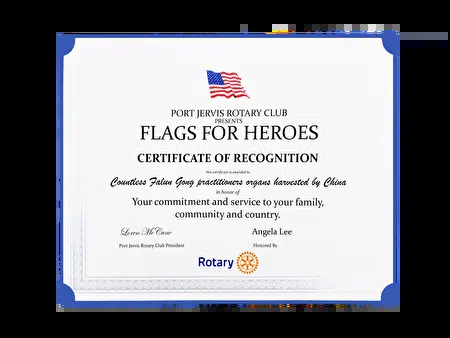 PORT JERVIS ROTARY CLUB
PRESENTS
FLAGS FOR HEROES
CERTIFICATE OF RECOGNITION
this certificate is awarded to
Countless Falun Gong practitioners organs harvested by China
in honor of
Your commitment and service to your family,
community and country.
Loren McCune Angela Lee
Port Jervis Rotary Club President Honored By
Rotary